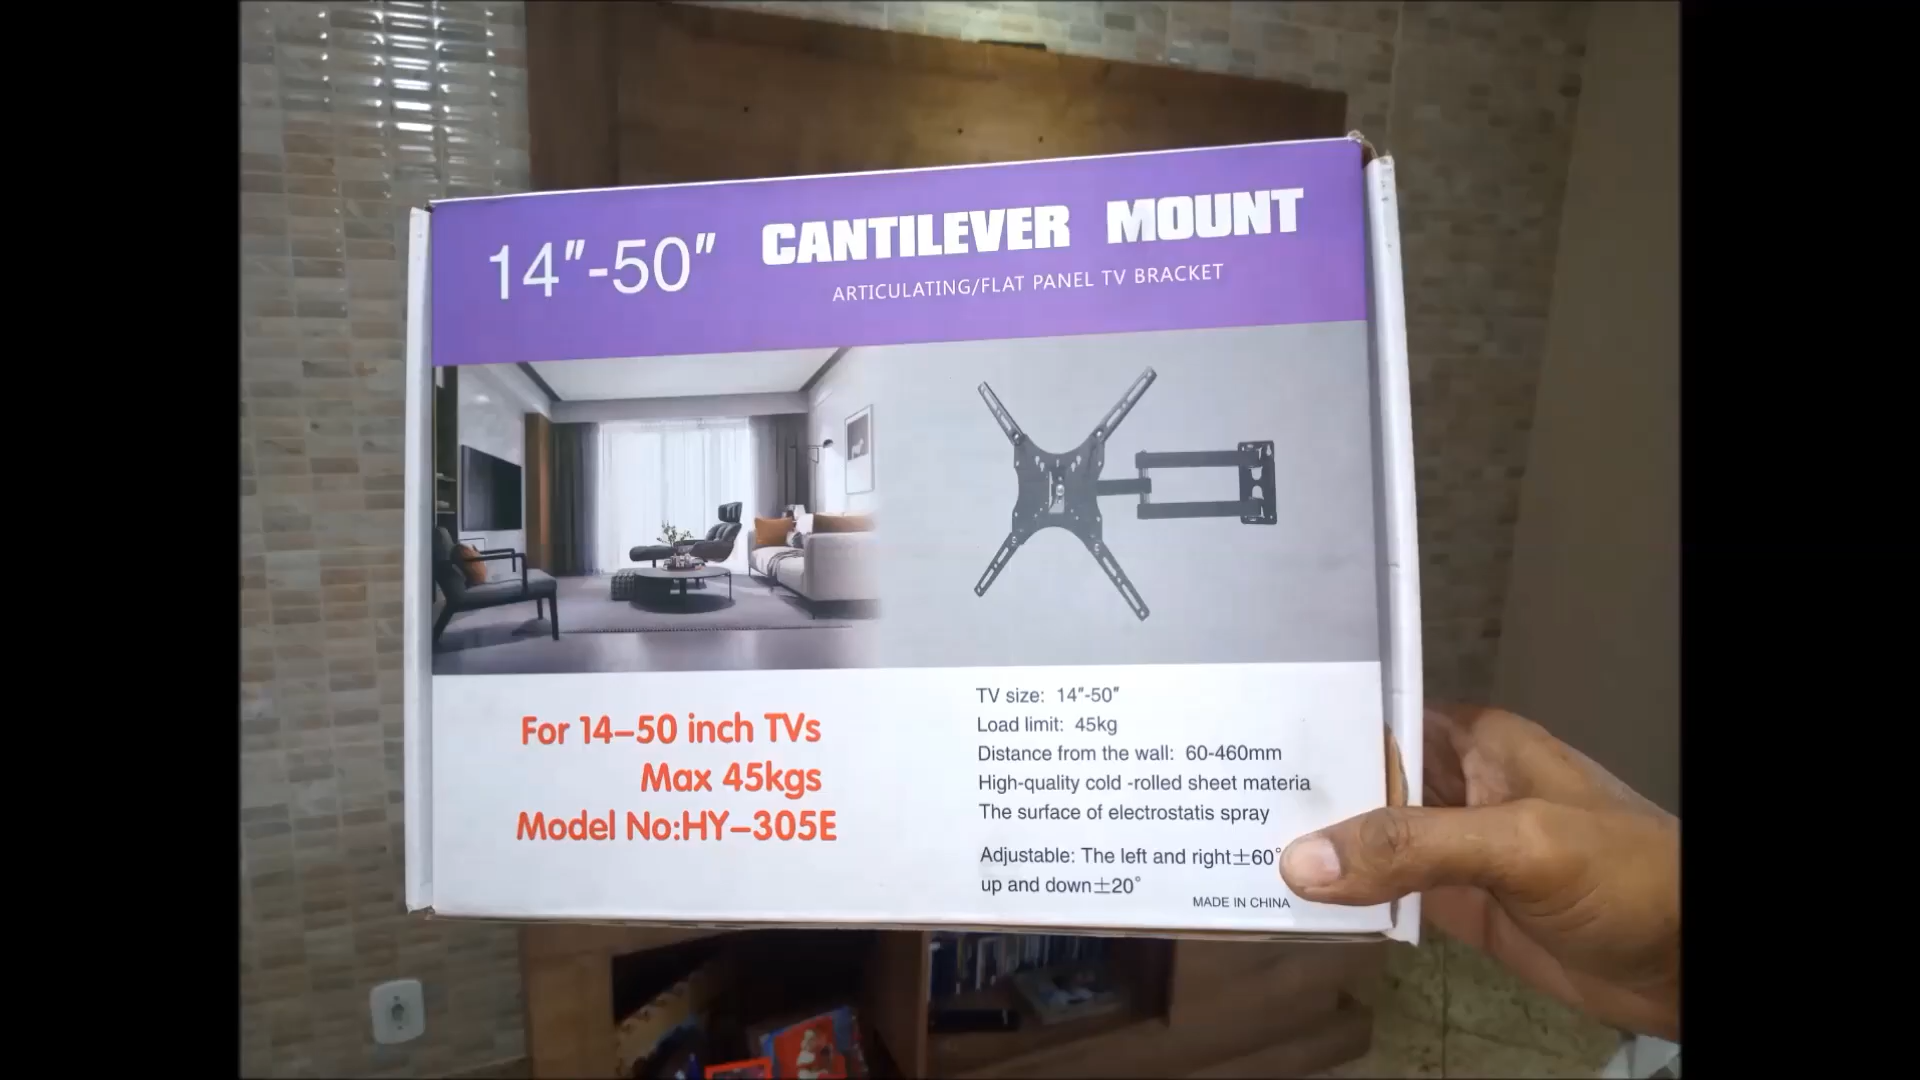 14"-50" CANTILEVER MOUNT
ARTICULATING/FLAT PANEL TV BRACKET
For 14-50 inch TVs
Max 45kgs
Model No:HY-305E
TV size: 14"-50"
Load limit: 45kg
Distance from the wall: 60-460mm
High-quality cold -rolled sheet materia
The surface of electrostatis spray
Adjustable: The left and right±60°
up and down±20°
MADE IN CHINA